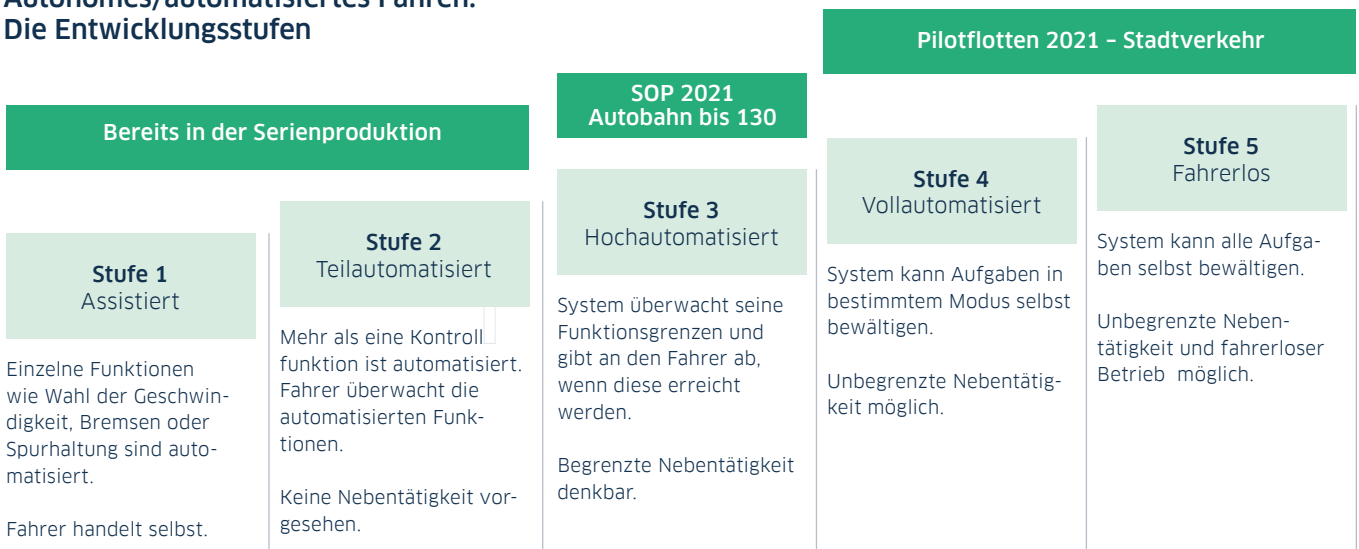 Autonomes/automatisiertes Fahren:
Die Entwicklungsstufen
Bereits in der Serienproduktion
SOP 2021
Autobahn bis 130
Pilotflotten 2021 – Stadtverkehr
Stufe 1
Assistiert
Einzelne Funktionen
wie Wahl der Geschwin-
digkeit, Bremsen oder
Spurhaltung sind auto-
matisiert.
Fahrer handelt selbst.
Stufe 2
Teilautomatisiert
Mehr als eine Kontroll
funktion ist automatisiert.
Fahrer überwacht die
automatisierten Funk-
tionen.
Keine Nebentätigkeit vor-
gesehen.
Stufe 3
Hochautomatisiert
System überwacht seine
Funktionsgrenzen und
gibt an den Fahrer ab,
wenn diese erreicht
werden.
Begrenzte Nebentätigkeit
denkbar.
Stufe 4
Vollautomatisiert
System kann Aufgaben in
bestimmtem Modus selbst
bewältigen.
Unbegrenzte Nebentätig-
keit möglich.
Stufe 5
Fahrerlos
System kann alle Aufga-
ben selbst bewältigen.
Unbegrenzte Neben-
tätigkeit und fahrerloser
Betrieb möglich.